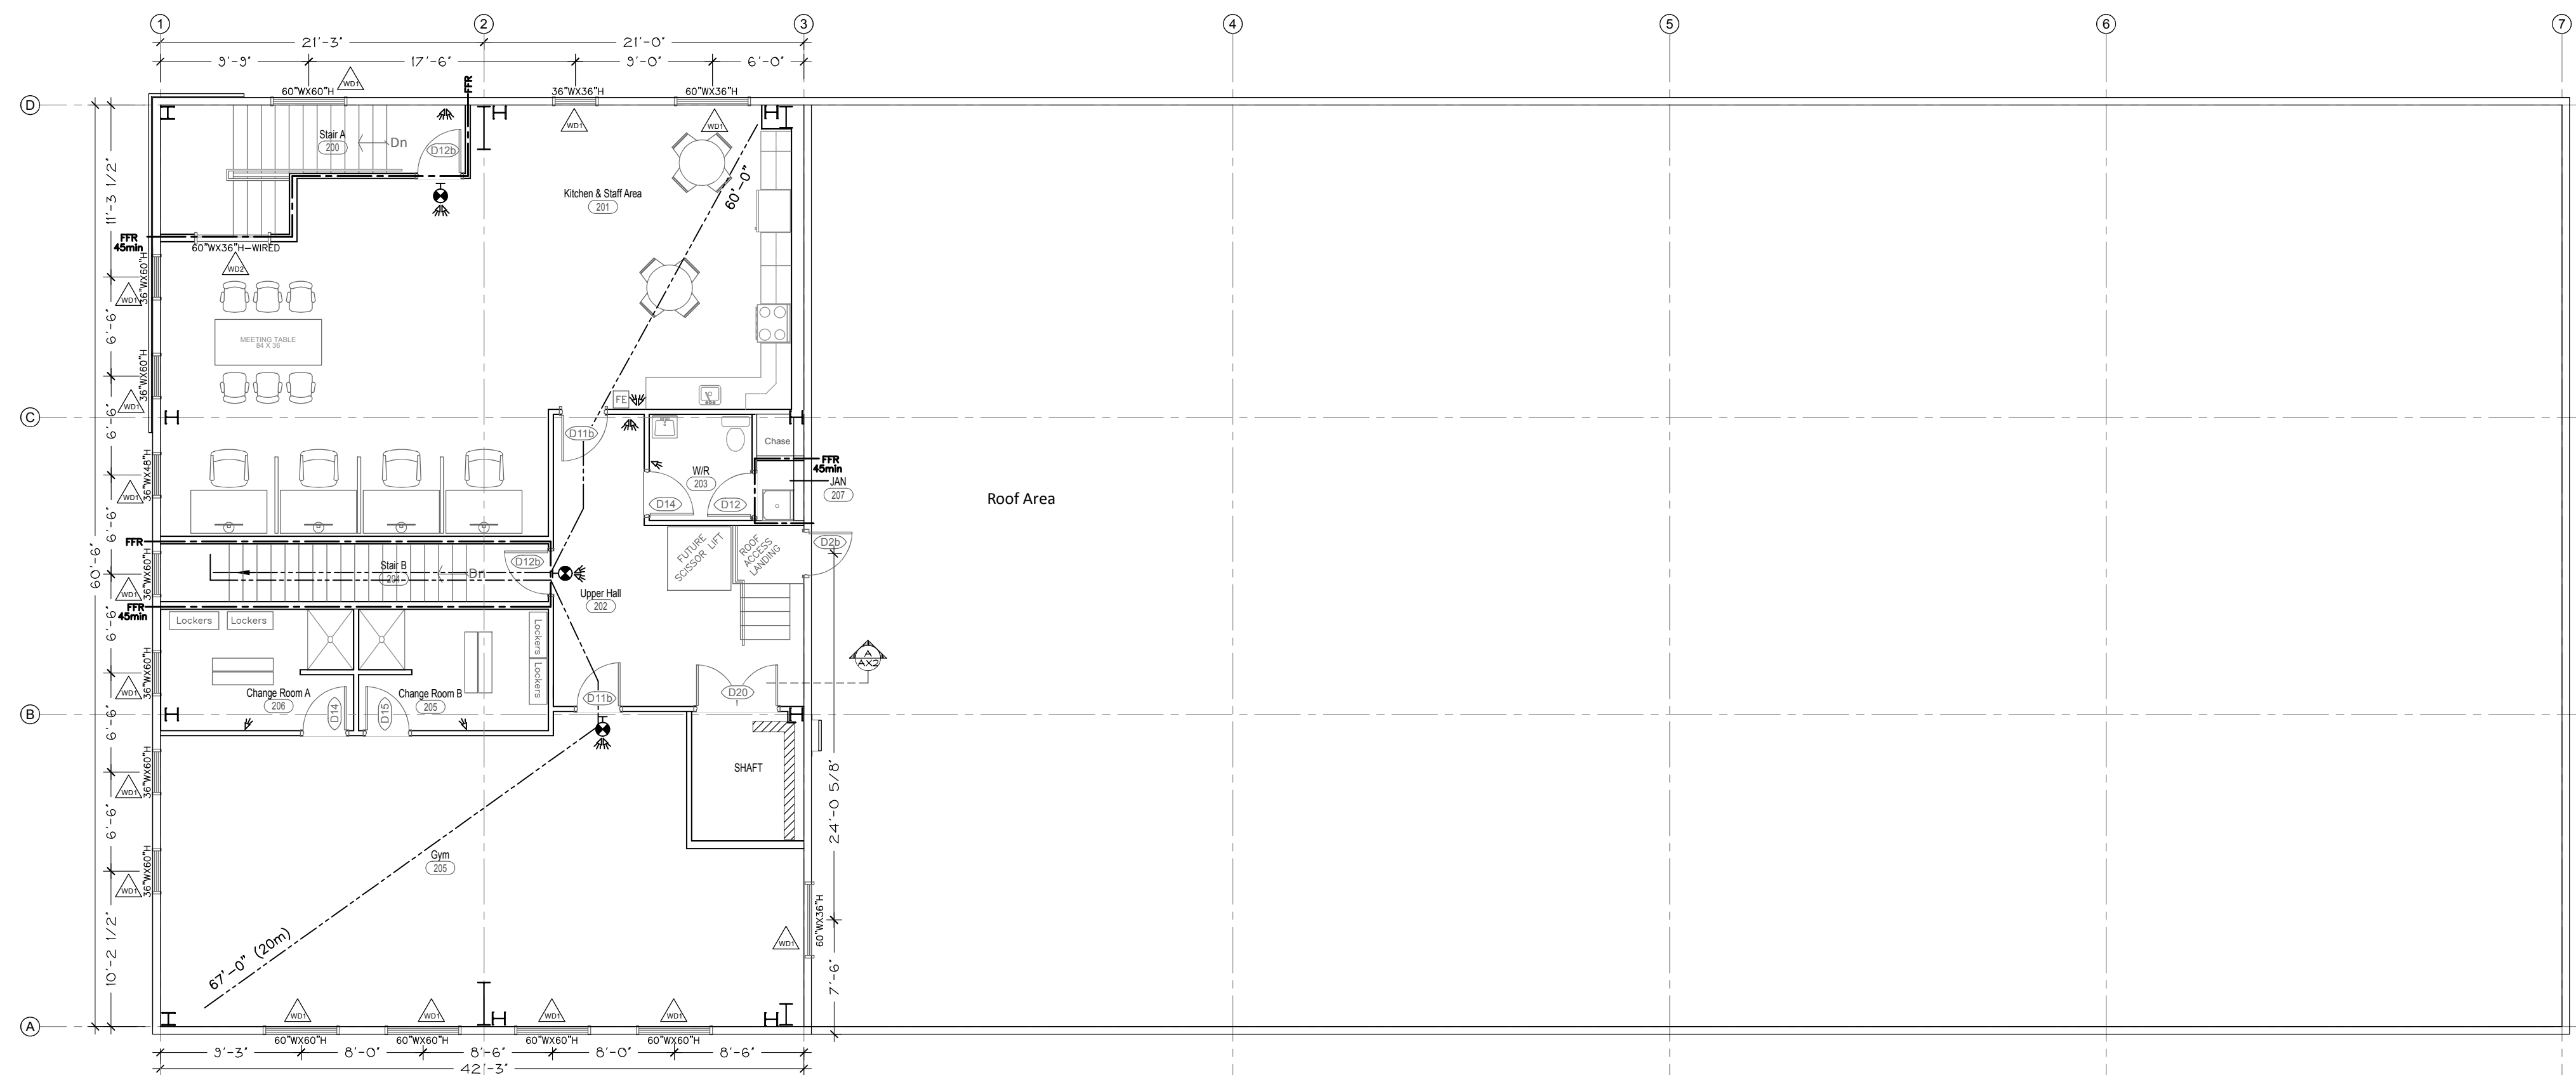 1 2 3 4 5 6 7
21'-3" 21'-0"
9'-9" 17'-6" 9'-0" 6'-0"
WD1
FFR
60"WX60"H 36"WX36"H 60"WX36"H
D
WD1 WD1
Stair A
200
Dn
D12b
60'-0"
11'-3 1/2"
Kitchen & Staff Area
201
FFR
45min
60"WX36"H-WIRED
WD2
36"WX60"H
WD1
6'-6"
MEETING TABLE
84 X 36
36"WX60"H
WD1
FE
C
6'-6"
D11b
Chase
W/R
203
FFR
45min
JAN
207
36"WX48"H
WD1
D14 D12
Roof Area
6'-6"
60'-6"
FFR
FUTURE
SCISSOR LIFT
ROOF
ACCESS
LANDING
D2b
D12b
Stair B
204
Dn
36"WX60"H
WD1
Upper Hall
202
FFR
45min
6'-6"
Lockers Lockers
Lockers
Lockers
A
AX2
36"WX60"H
WD1
Change Room A
206
Change Room B
205
D14 D15
D11b
D20
B
6'-6"
SHAFT
36"WX60"H
WD1
24'-0 5/8"
6'-6"
Gym
205
36"WX60"H
WD1
60"WX36"H
WD1
67'-0" (20m)
10'-2 1/2"
7'-6"
WD1 WD1 WD1 WD1
A
60"WX60"H 60"WX60"H 60"WX60"H 60"WX60"H
9'-3" 8'-0" 8'-6" 8'-0" 8'-6"
42'-3"